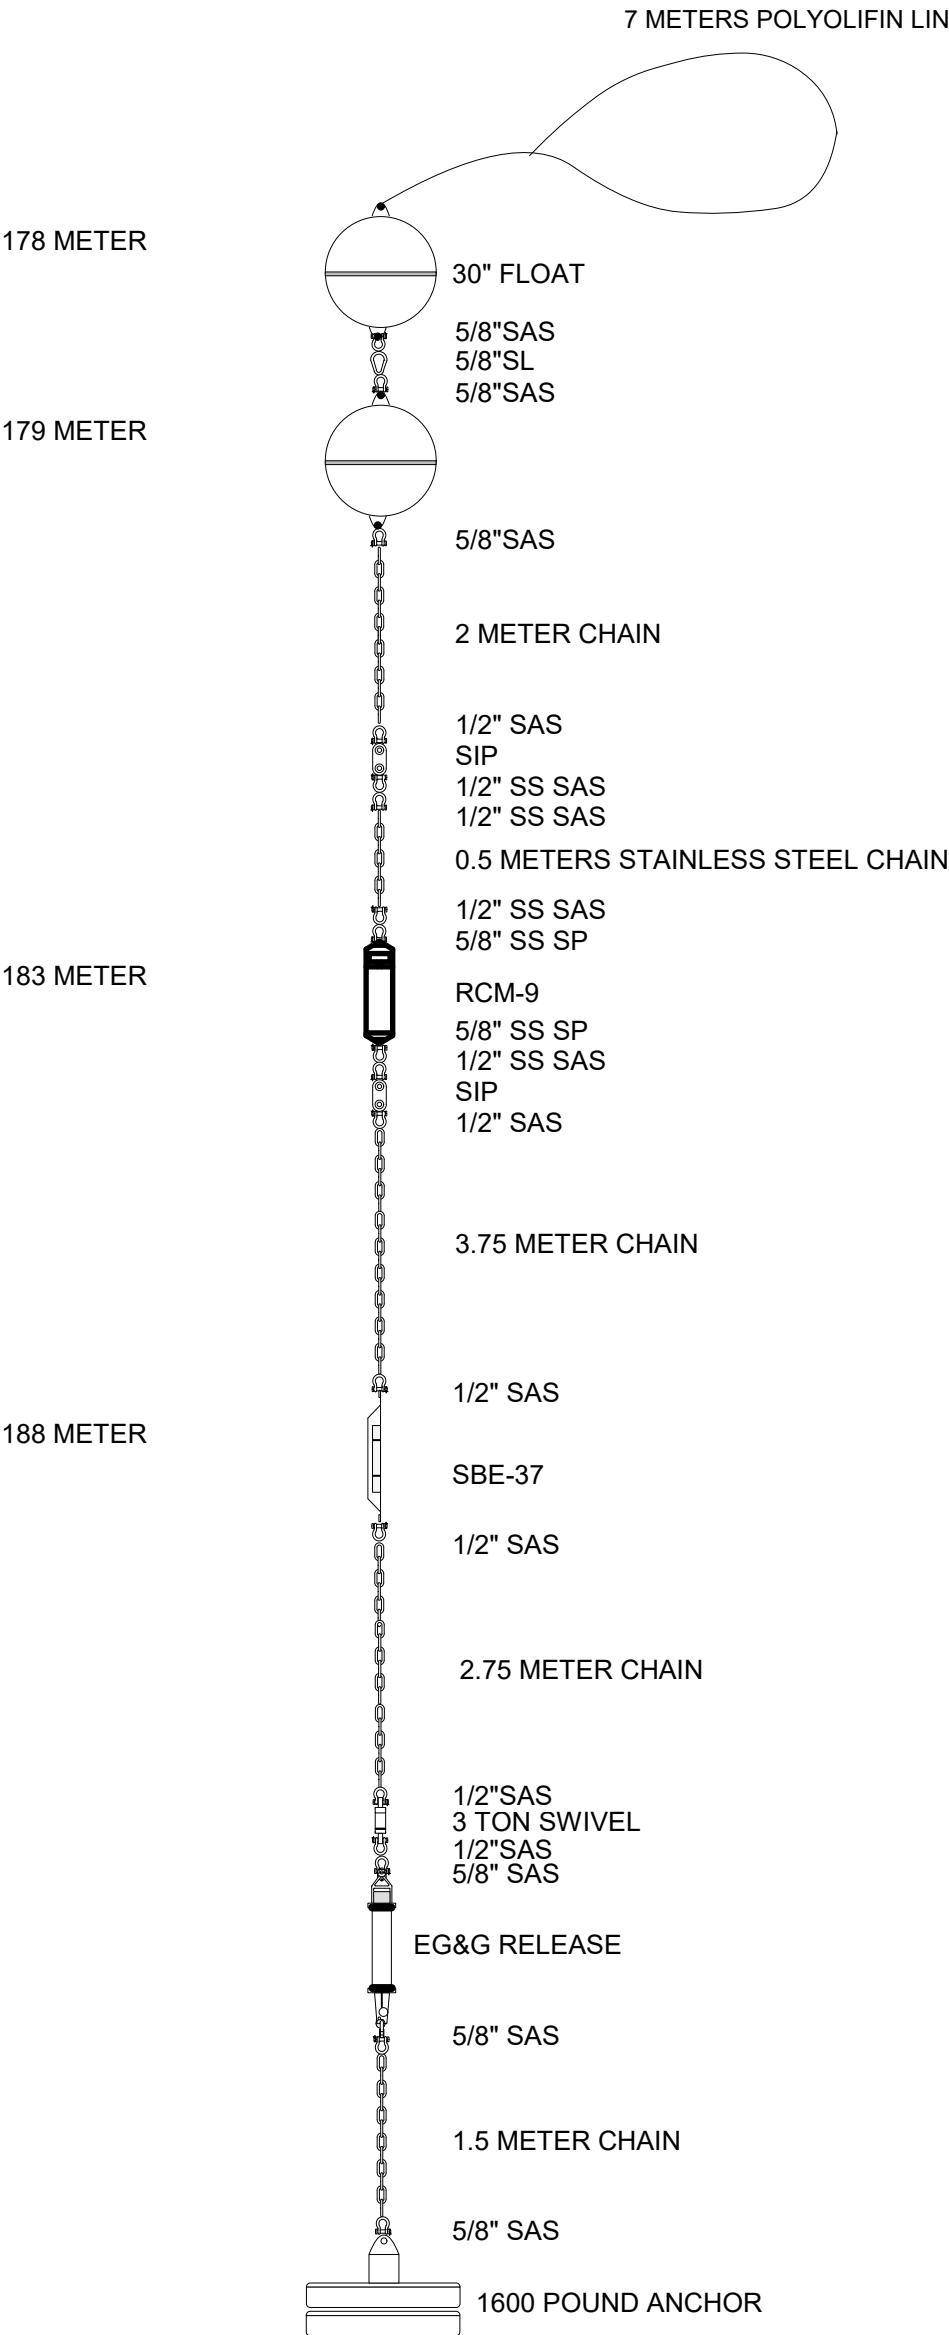 7 METERS POLYOLIFIN LIN
178 METER
30" FLOAT
5/8"SAS
5/8"SL
5/8"SAS
179 METER
5/8"SAS
2 METER CHAIN
1/2" SAS
SIP
1/2" SS SAS
1/2" SS SAS
0.5 METERS STAINLESS STEEL CHAIN
1/2" SS SAS
5/8" SS SP
183 METER
RCM-9
5/8" SS SP
1/2" SS SAS
SIP
1/2" SAS
3.75 METER CHAIN
1/2" SAS
188 METER
SBE-37
1/2" SAS
2.75 METER CHAIN
1/2"SAS
3 TON SWIVEL
1/2"SAS
5/8" SAS
EG&G RELEASE
5/8" SAS
1.5 METER CHAIN
5/8" SAS
1600 POUND ANCHOR